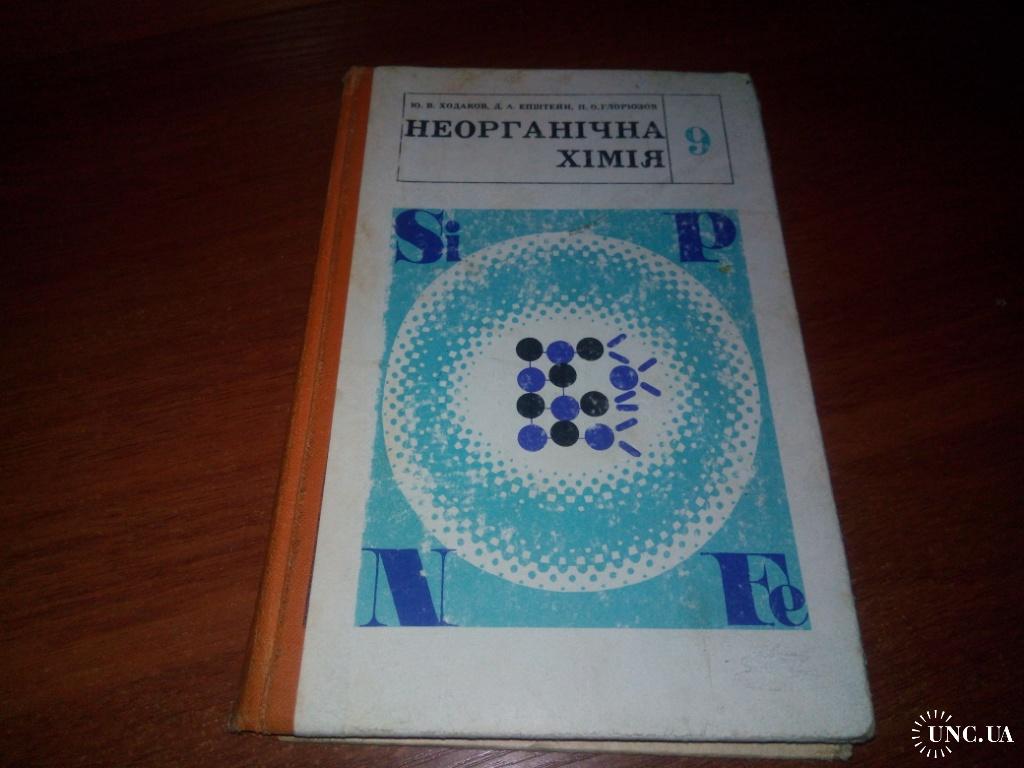 Ю. В. ХОДАКОВ, Д. А. ЕПШТЕЙН, П. О. ГЛОРІОЗОВ
НЕОРГАНІЧНА
ХІМІЯ
9
Si
P
N
Fe
UNC.UA